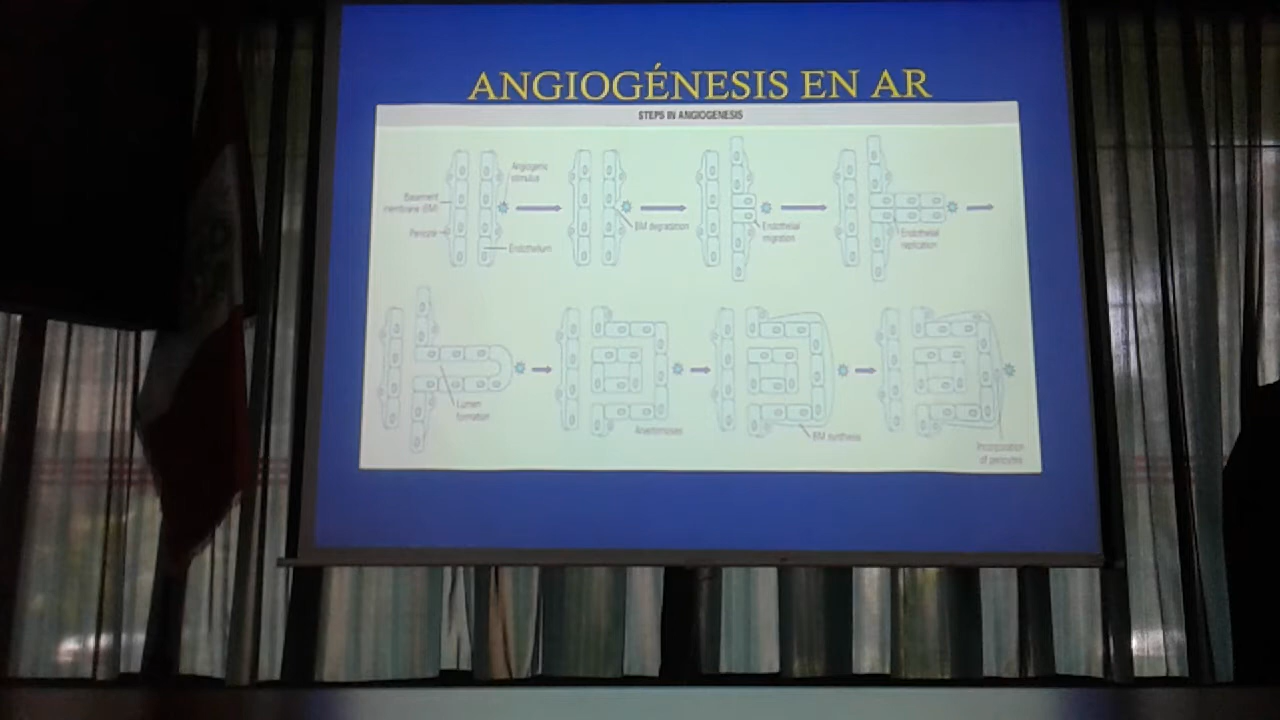 ANGIOGÉNESIS EN AR
STEPS IN ANGIOGENESIS
Angiogenic
stimulus
Basement
membrane (BM)
Pericyte
Endothelium
BM degradation
Endothelial
migration
Endothelial
replication
Lumen
formation
Anastomoses
BM synthesis
Incorporation
of pericytes